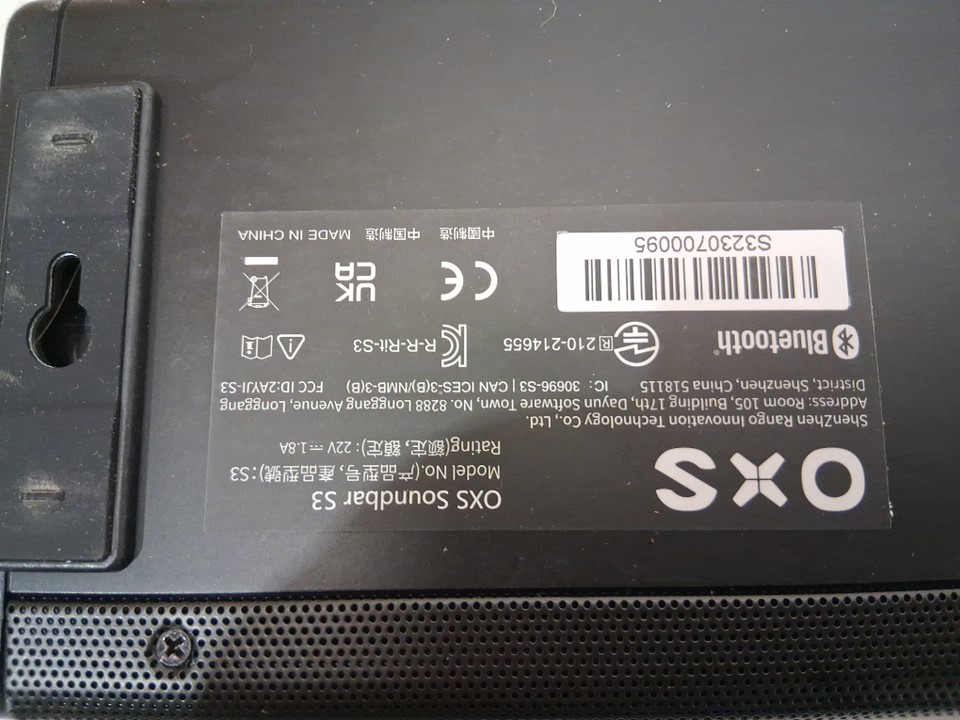 OXS
OXS Soundbar S3
Model No.(产品型号, 產品型號): S3
Rating(额定, 額定): 22V ⎓ 1.8A
Shenzhen Rango Innovation Technology Co., Ltd.
Address: Room 105, Building 17th, Dayun Software Town, No. 8288 Longgang Avenue, Longgang
District, Shenzhen, China 518115 IC: 30696-S3 | CAN ICES-3(B)/NMB-3(B) FCC ID:2AYJI-S3
Bluetooth®
R 210-214655
R-R-Rit-S3
S3230700095
CE
UK
CA
中国制造 中国制造 MADE IN CHINA